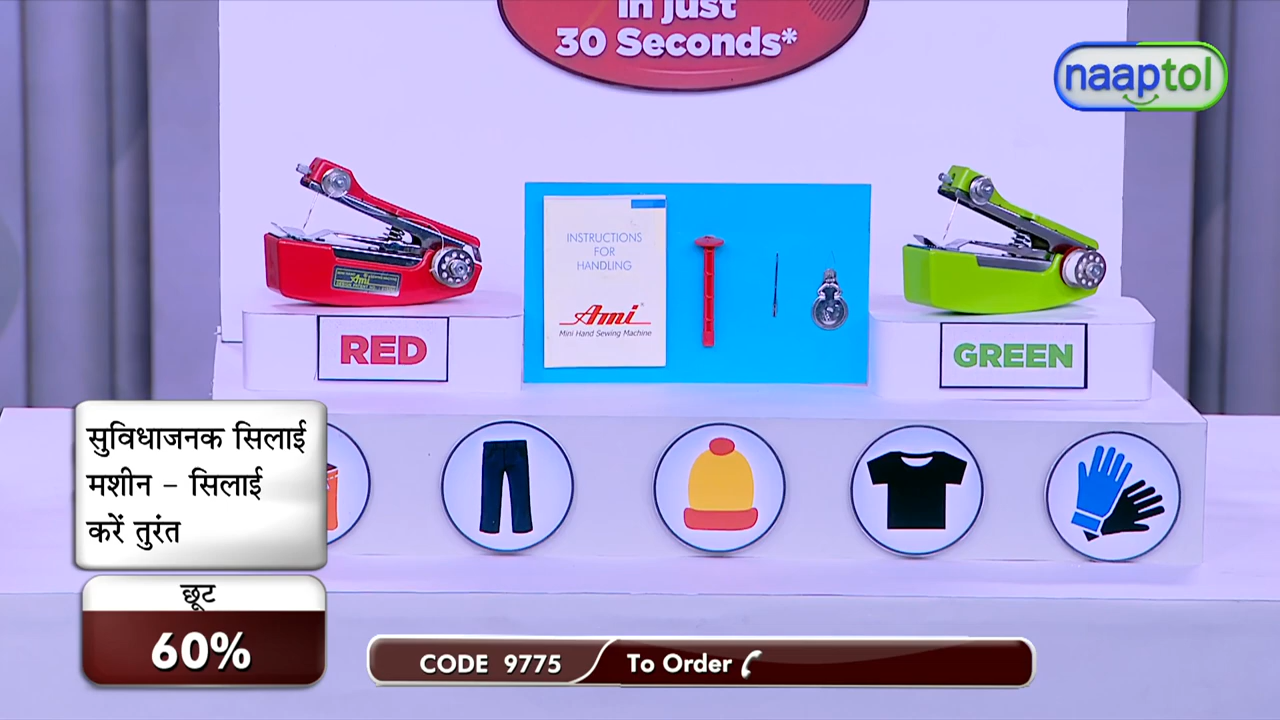 in just
30 Seconds*
naaptol
INSTRUCTIONS
FOR
HANDLING
Ami
Mini Hand Sewing Machine
Ami
RED
GREEN
सुविधाजनक सिलाई
मशीन – सिलाई
करें तुरंत
छूट
60%
CODE 9775
To Order